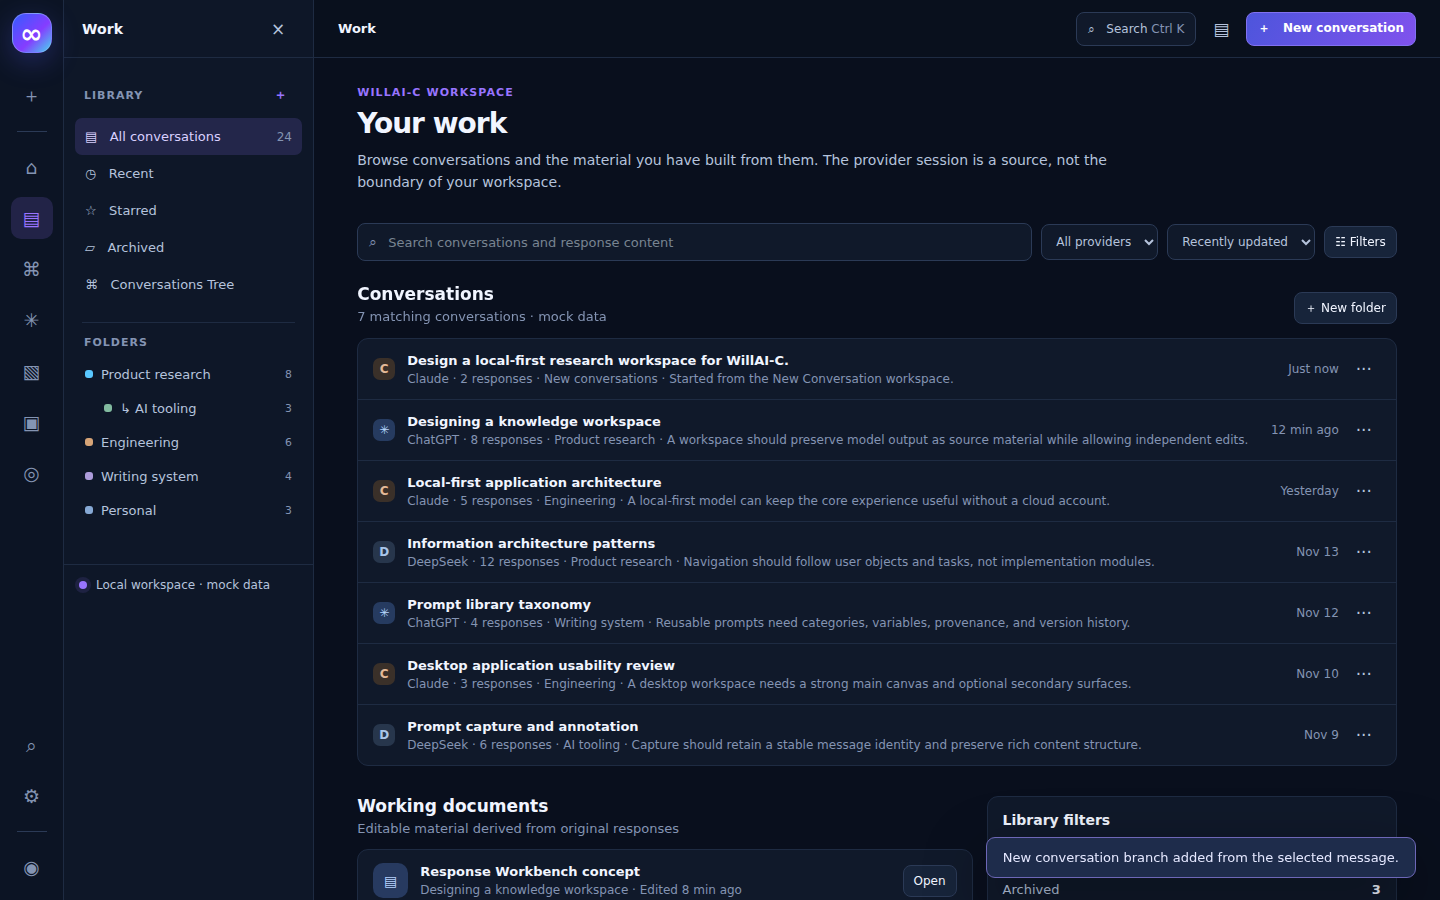 Work
Work
Search Ctrl K
+ New conversation
LIBRARY +
All conversations 24
Recent
Starred
Archived
Conversations Tree
FOLDERS
Product research 8
↳ AI tooling 3
Engineering 6
Writing system 4
Personal 3
Local workspace · mock data
WILLAI-C WORKSPACE
Your work
Browse conversations and the material you have built from them. The provider session is a source, not the
boundary of your workspace.
Search conversations and response content
All providers
Recently updated
Filters
Conversations
7 matching conversations · mock data
+ New folder
C
Design a local-first research workspace for WillAI-C.
Claude · 2 responses · New conversations · Started from the New Conversation workspace.
Just now
Designing a knowledge workspace
ChatGPT · 8 responses · Product research · A workspace should preserve model output as source material while allowing independent edits.
12 min ago
C
Local-first application architecture
Claude · 5 responses · Engineering · A local-first model can keep the core experience useful without a cloud account.
Yesterday
D
Information architecture patterns
DeepSeek · 12 responses · Product research · Navigation should follow user objects and tasks, not implementation modules.
Nov 13
Prompt library taxonomy
ChatGPT · 4 responses · Writing system · Reusable prompts need categories, variables, provenance, and version history.
Nov 12
C
Desktop application usability review
Claude · 3 responses · Engineering · A desktop workspace needs a strong main canvas and optional secondary surfaces.
Nov 10
D
Prompt capture and annotation
DeepSeek · 6 responses · AI tooling · Capture should retain a stable message identity and preserve rich content structure.
Nov 9
Working documents
Editable material derived from original responses
Response Workbench concept
Designing a knowledge workspace · Edited 8 min ago
Open
Library filters
New conversation branch added from the selected message.
Archived 3